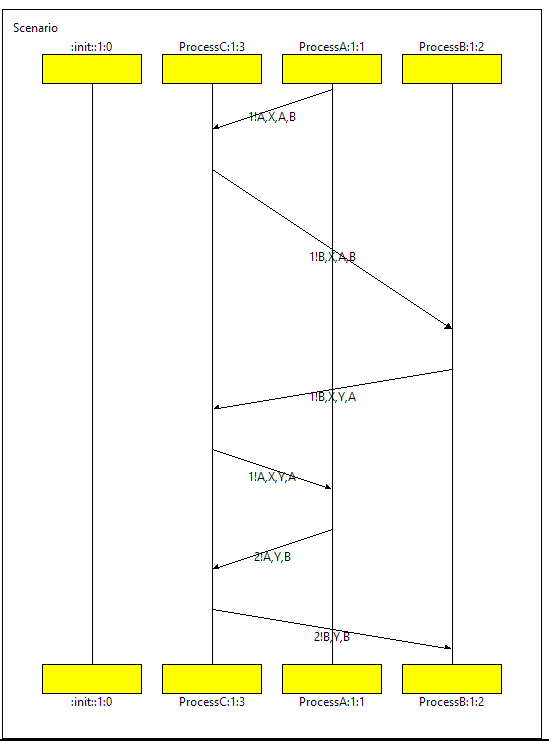 Scenario
:init::1:0 ProcessC:1:3 ProcessA:1:1 ProcessB:1:2
1!A,X,A,B
1!B,X,A,B
1!B,X,Y,A
1!A,X,Y,A
2!A,Y,B
2!B,Y,B
:init::1:0 ProcessC:1:3 ProcessA:1:1 ProcessB:1:2